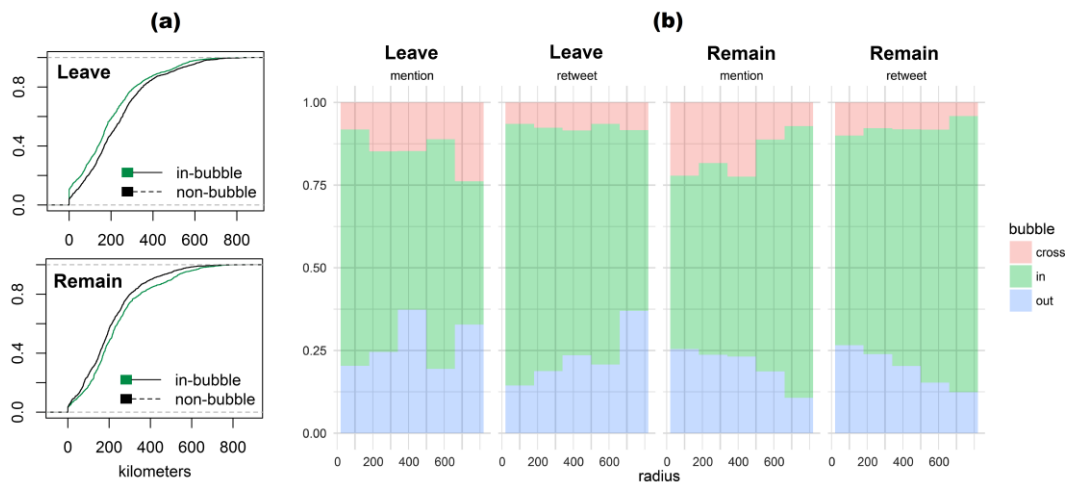 (a)
Leave
0.0 0.4 0.8
in-bubble
non-bubble
0 200 400 600 800
Remain
0.0 0.4 0.8
in-bubble
non-bubble
0 200 400 600 800
kilometers
(b)
Leave Leave Remain Remain
mention retweet mention retweet
1.00
0.75
0.50
0.25
0.00
0 200 400 600 0 200 400 600 0 200 400 600 0 200 400 600
radius
bubble
cross
in
out